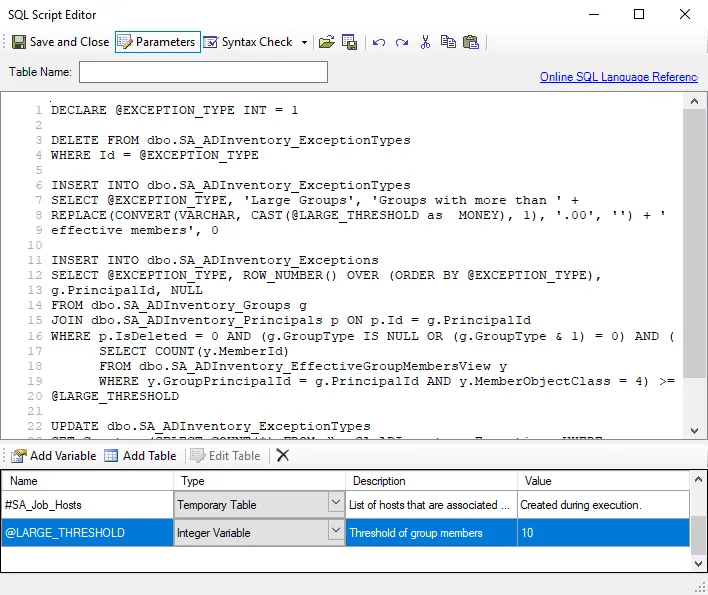 SQL Script Editor
Save and Close Parameters Syntax Check
Table Name: Online SQL Language Referenc
1 DECLARE @EXCEPTION_TYPE INT = 1
2
3 DELETE FROM dbo.SA_ADInventory_ExceptionTypes
4 WHERE Id = @EXCEPTION_TYPE
5
6 INSERT INTO dbo.SA_ADInventory_ExceptionTypes
7 SELECT @EXCEPTION_TYPE, 'Large Groups', 'Groups with more than ' +
8 REPLACE(CONVERT(VARCHAR, CAST(@LARGE_THRESHOLD as  MONEY), 1), '.00', '') + '
9 effective members', 0
10
11 INSERT INTO dbo.SA_ADInventory_Exceptions
12 SELECT @EXCEPTION_TYPE, ROW_NUMBER() OVER (ORDER BY @EXCEPTION_TYPE),
13 g.PrincipalId, NULL
14 FROM dbo.SA_ADInventory_Groups g
15 JOIN dbo.SA_ADInventory_Principals p ON p.Id = g.PrincipalId
16 WHERE p.IsDeleted = 0 AND (g.GroupType IS NULL OR (g.GroupType & 1) = 0) AND (
17 SELECT COUNT(y.MemberId)
18 FROM dbo.SA_ADInventory_EffectiveGroupMembersView y
19 WHERE y.GroupPrincipalId = g.PrincipalId AND y.MemberObjectClass = 4) >=
20 @LARGE_THRESHOLD
21
22 UPDATE dbo.SA_ADInventory_ExceptionTypes
Add Variable Add Table Edit Table
Name Type Description Value
#SA_Job_Hosts Temporary Table List of hosts that are associated ... Created during execution.
@LARGE_THRESHOLD Integer Variable Threshold of group members 10